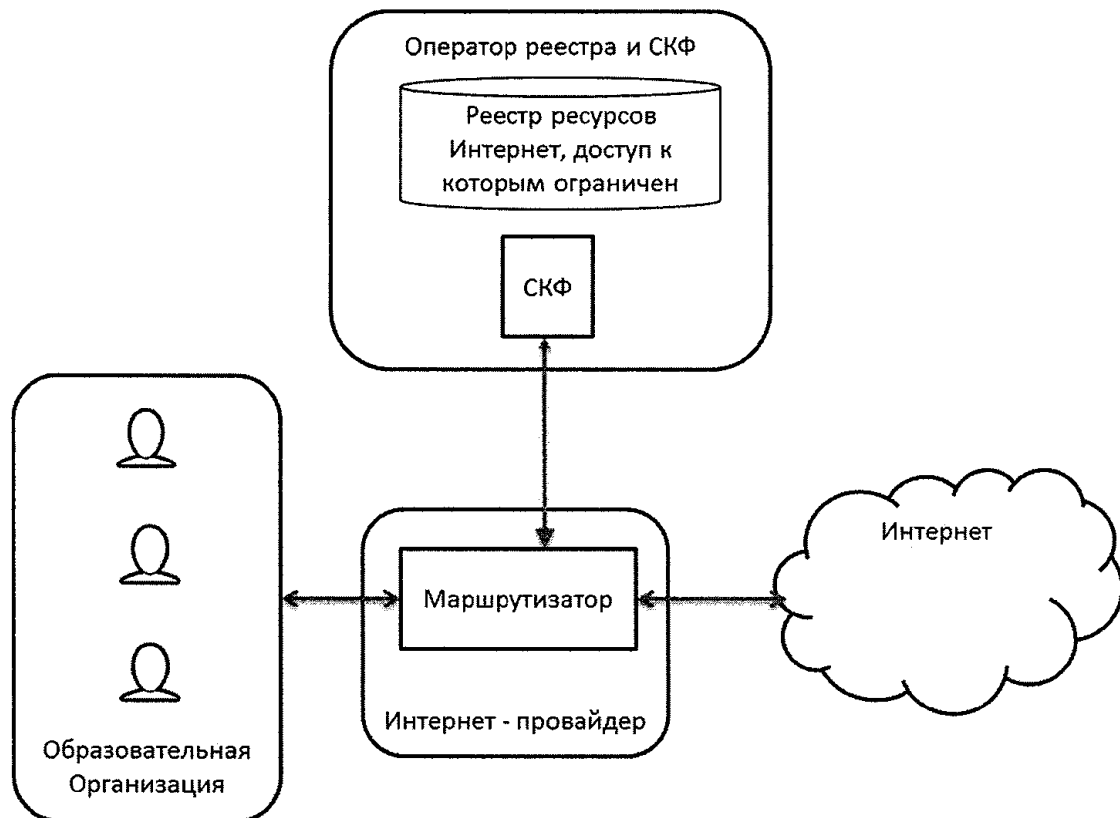 Оператор реестра и СКФ
Реестр ресурсов
Интернет, доступ к
которым ограничен
СКФ
Интернет
Маршрутизатор
Интернет - провайдер
Образовательная
Организация